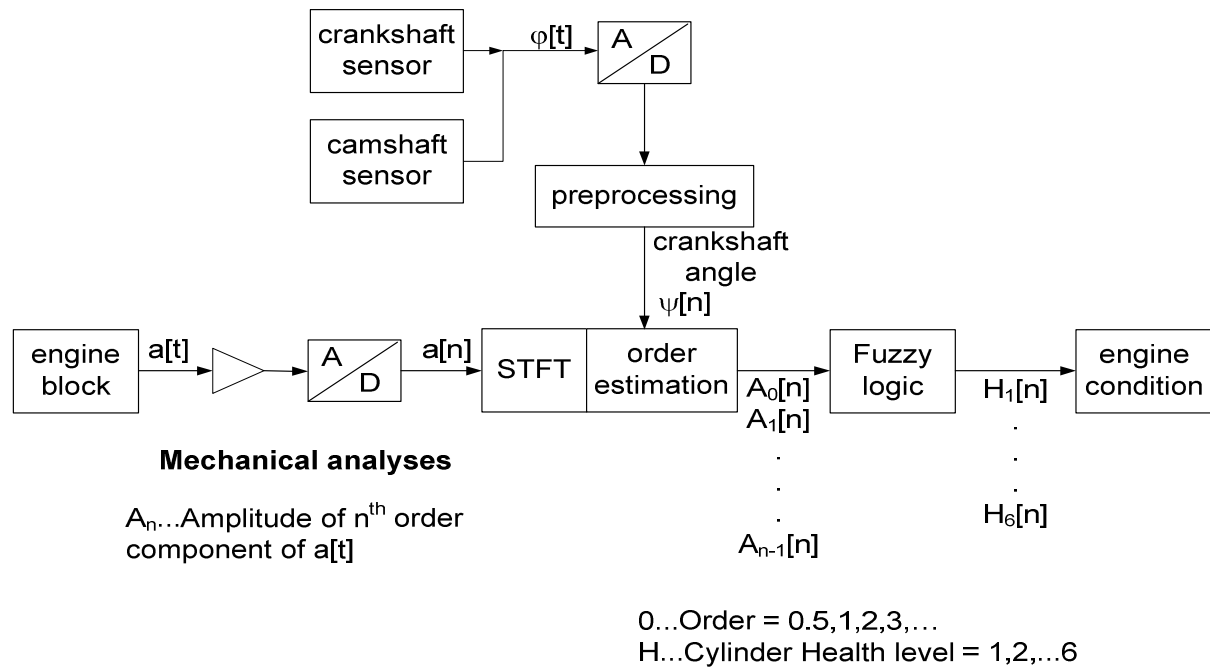 crankshaft
sensor
φ[t]
A
D
camshaft
sensor
preprocessing
crankshaft
angle
ψ[n]
engine
block
a[t]
A
D
a[n]
STFT
order
estimation
A₀[n]
A₁[n]
.
.
.
Aₙ₋₁[n]
Fuzzy
logic
H₁[n]
.
.
.
H₆[n]
engine
condition
Mechanical analyses
Aₙ...Amplitude of nᵗʰ order
component of a[t]
0...Order = 0.5,1,2,3,...
H...Cylinder Health level = 1,2,...6